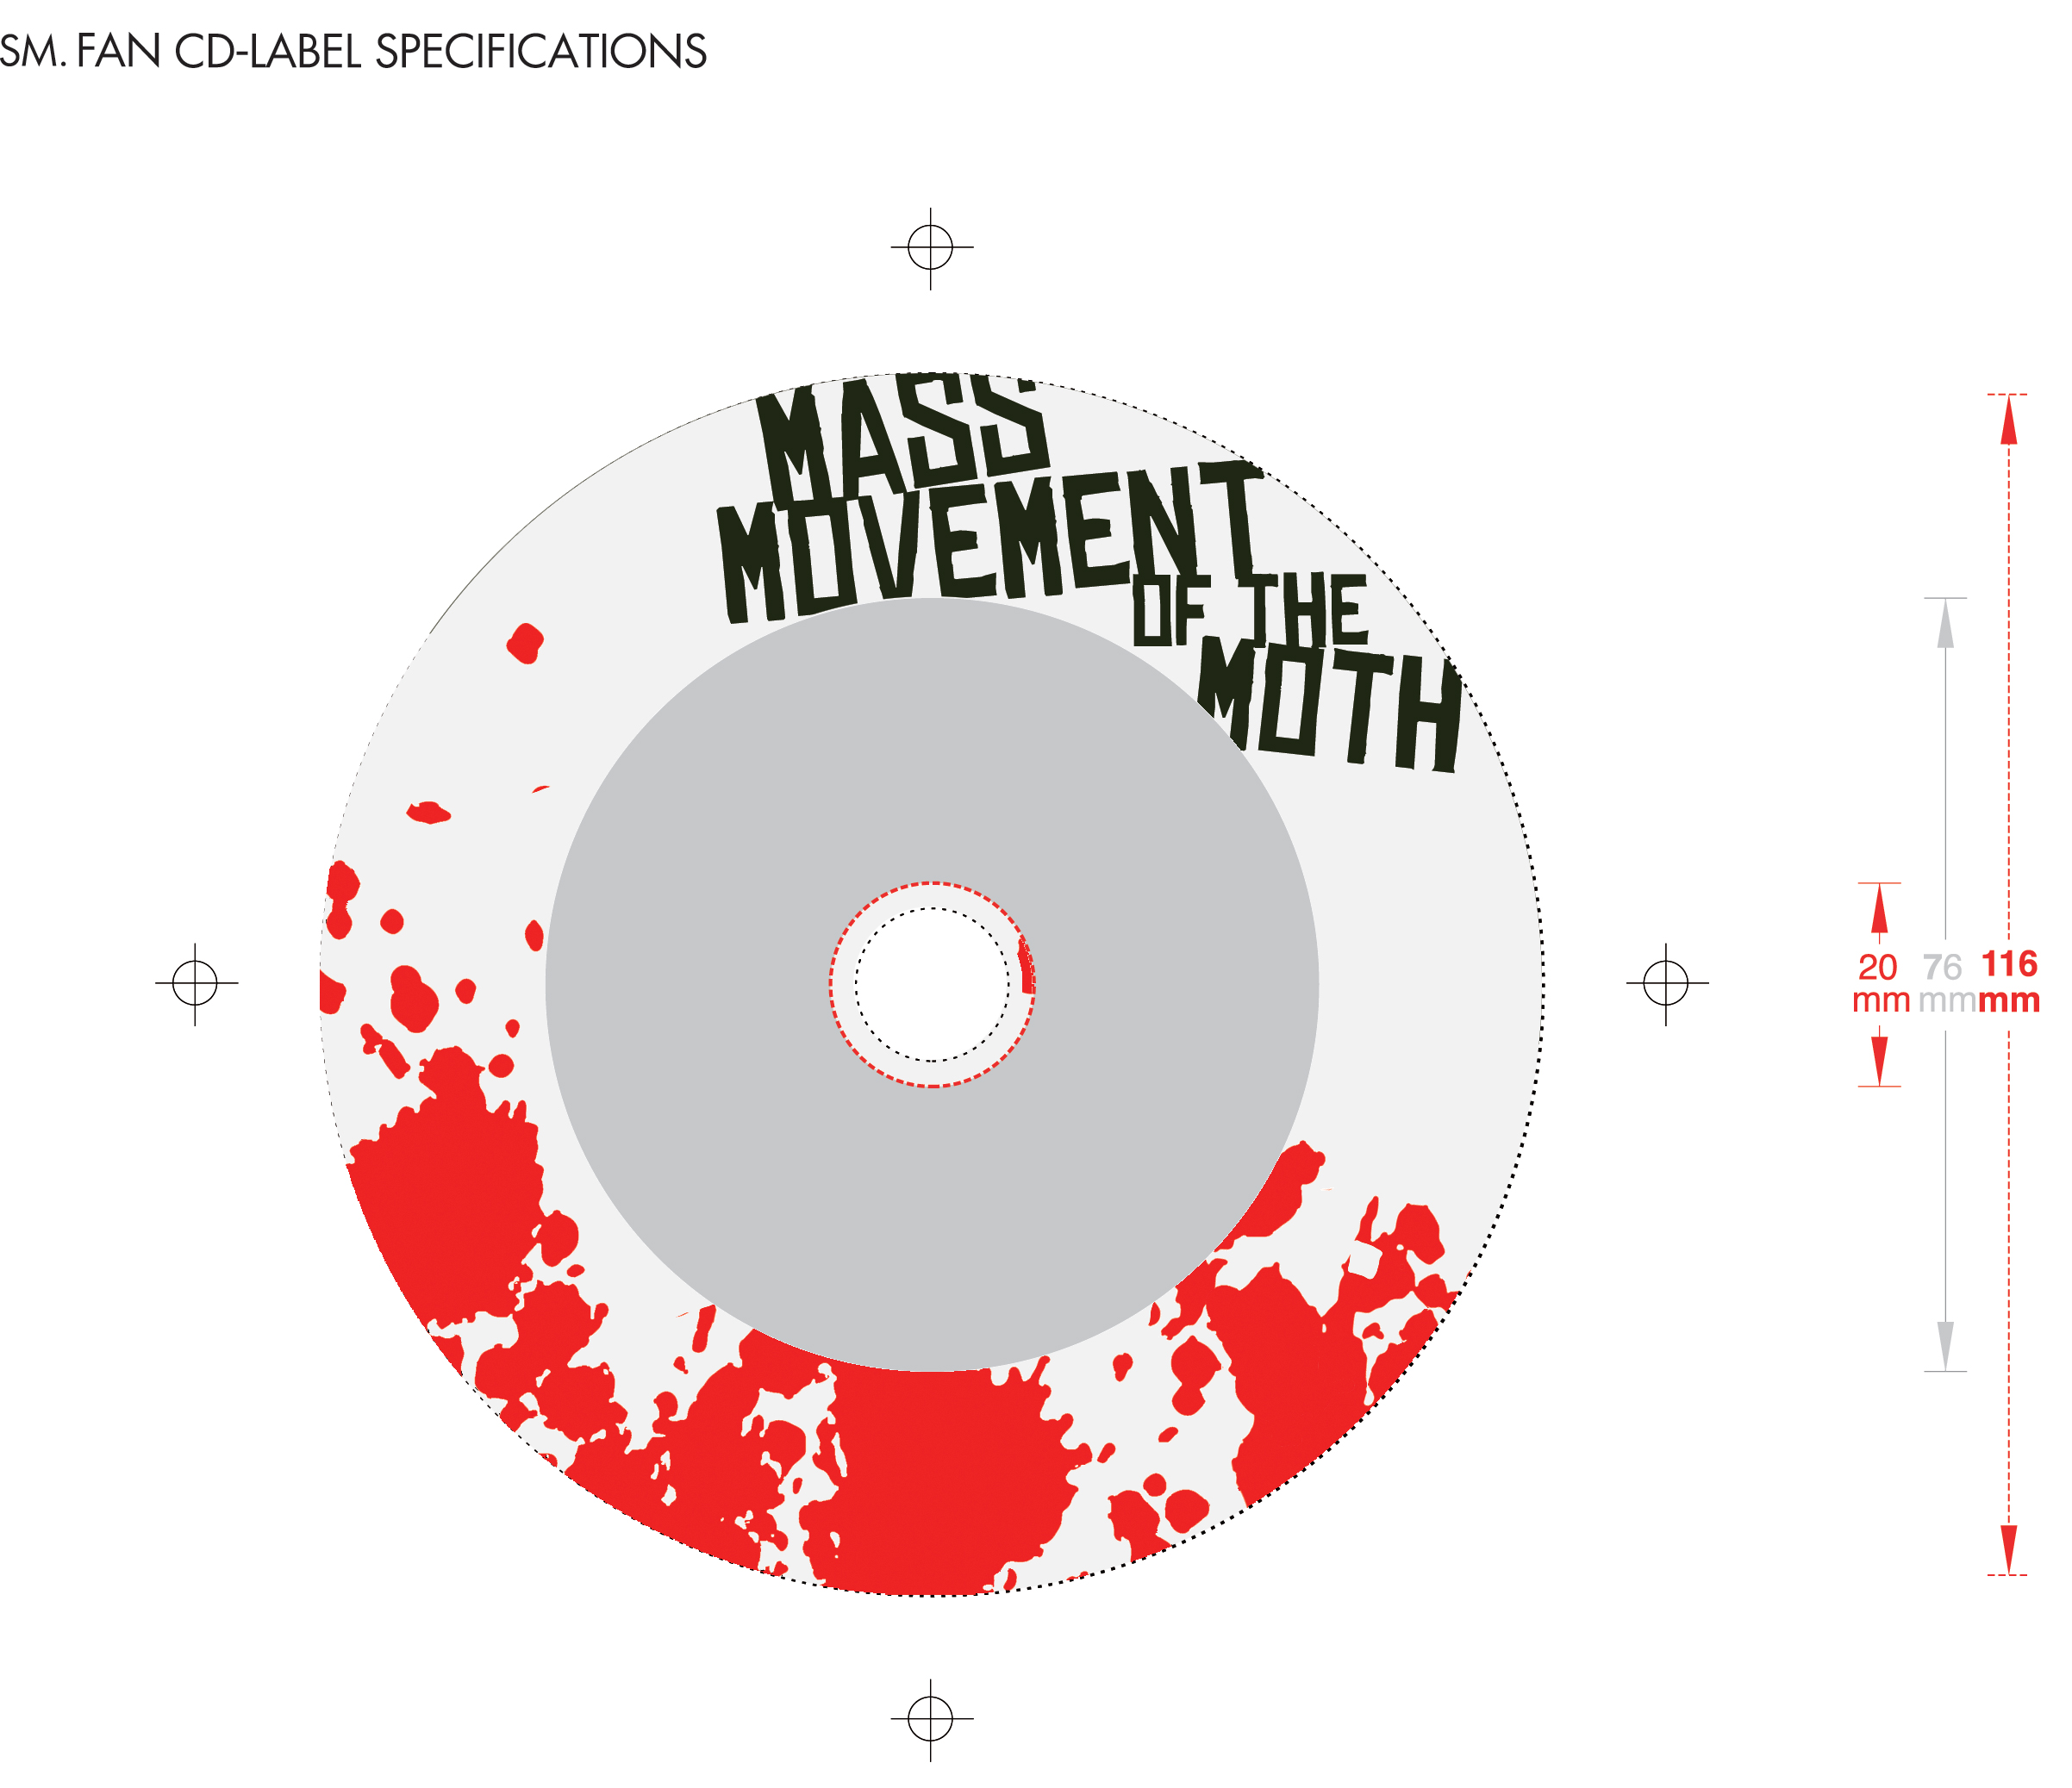 SM. FAN CD-LABEL SPECIFICATIONS
MASS
MOVEMENT
OF THE
MOTH
20 76 116
mm mm mm